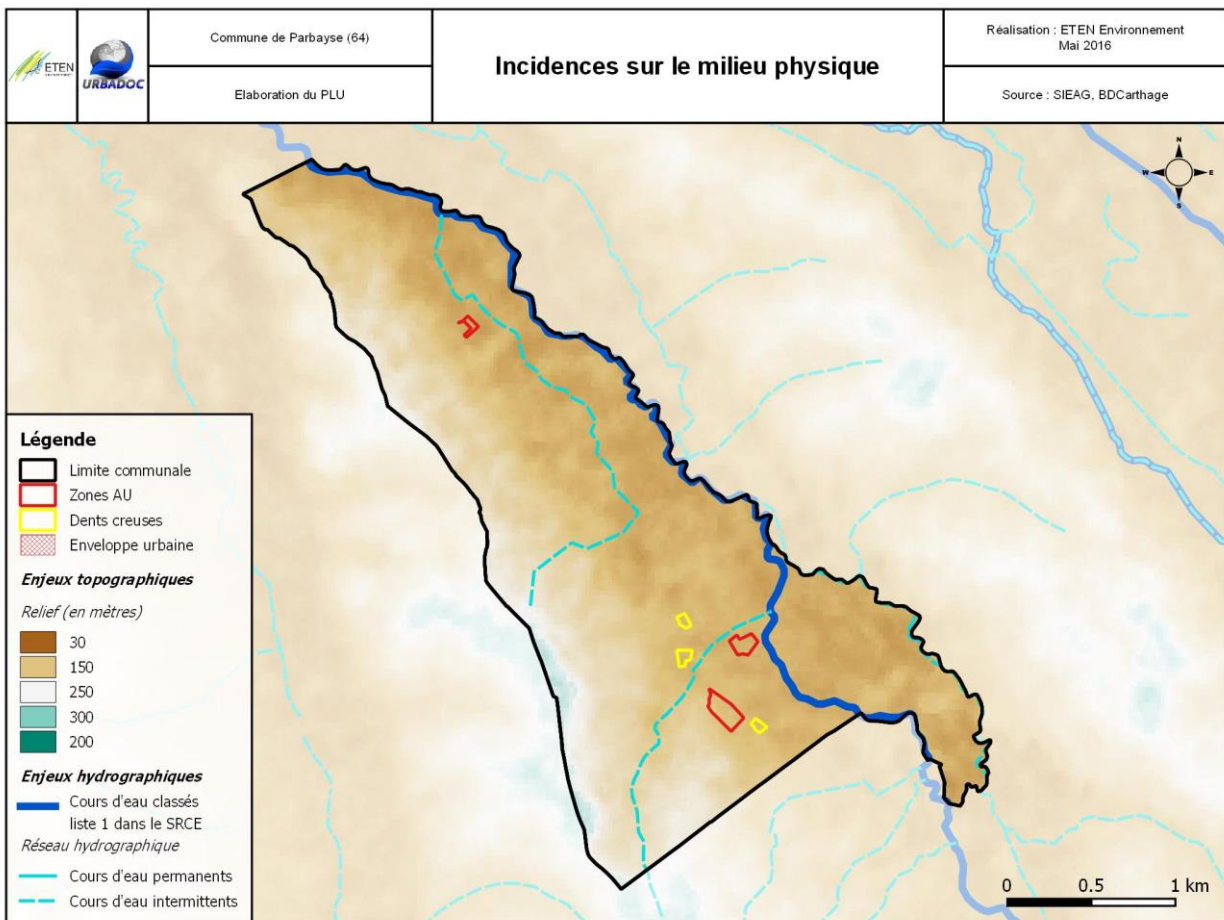 ETEN
URBADOC
Commune de Parbayse (64)
Elaboration du PLU
Incidences sur le milieu physique
Réalisation : ETEN Environnement
Mai 2016
Source : SIEAG, BDCarthage
N
W E
S
Légende
Limite communale
Zones AU
Dents creuses
Enveloppe urbaine
Enjeux topographiques
Relief (en mètres)
30
150
250
300
200
Enjeux hydrographiques
Cours d'eau classés
liste 1 dans le SRCE
Réseau hydrographique
Cours d'eau permanents
Cours d'eau intermittents
0 0.5 1 km